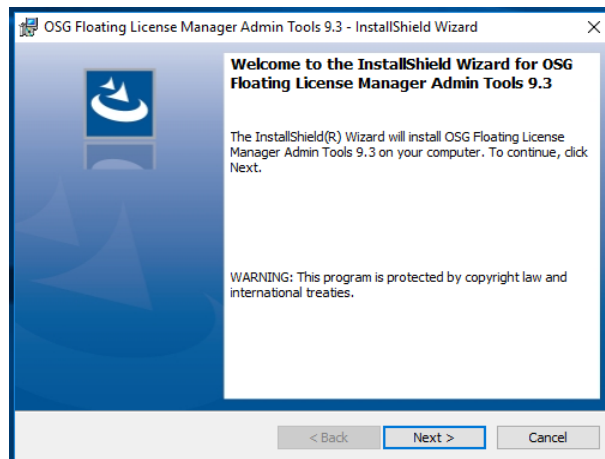 OSG Floating License Manager Admin Tools 9.3 - InstallShield Wizard
Welcome to the InstallShield Wizard for OSG
Floating License Manager Admin Tools 9.3
The InstallShield(R) Wizard will install OSG Floating License
Manager Admin Tools 9.3 on your computer. To continue, click
Next.
WARNING: This program is protected by copyright law and
international treaties.
< Back
Next >
Cancel